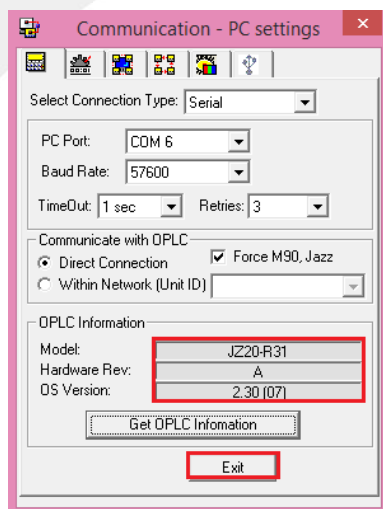 Communication - PC settings
Select Connection Type: Serial
PC Port: COM 6
Baud Rate: 57600
TimeOut: 1 sec Retries: 3
Communicate with OPLC
Direct Connection Force M90, Jazz
Within Network (Unit ID)
OPLC Information
Model: JZ20-R31
Hardware Rev: A
OS Version: 2.30 (07)
Get OPLC Infomation
Exit